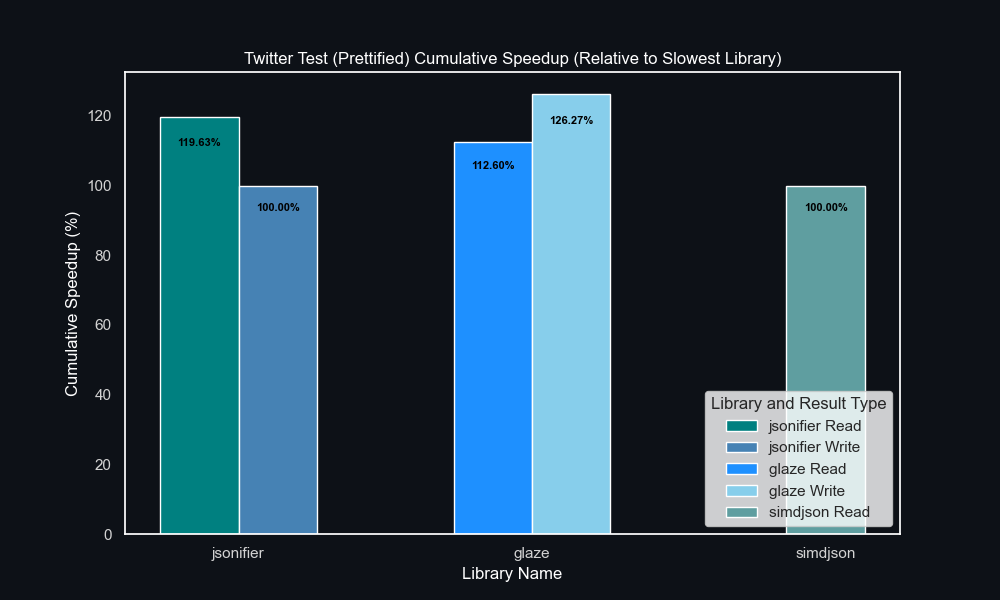 Twitter Test (Prettified) Cumulative Speedup (Relative to Slowest Library)
Cumulative Speedup (%)
120
100
80
60
40
20
0
119.63%
100.00%
112.60%
126.27%
100.00%
Library and Result Type
jsonifier Read
jsonifier Write
glaze Read
glaze Write
simdjson Read
jsonifier
glaze
simdjson
Library Name